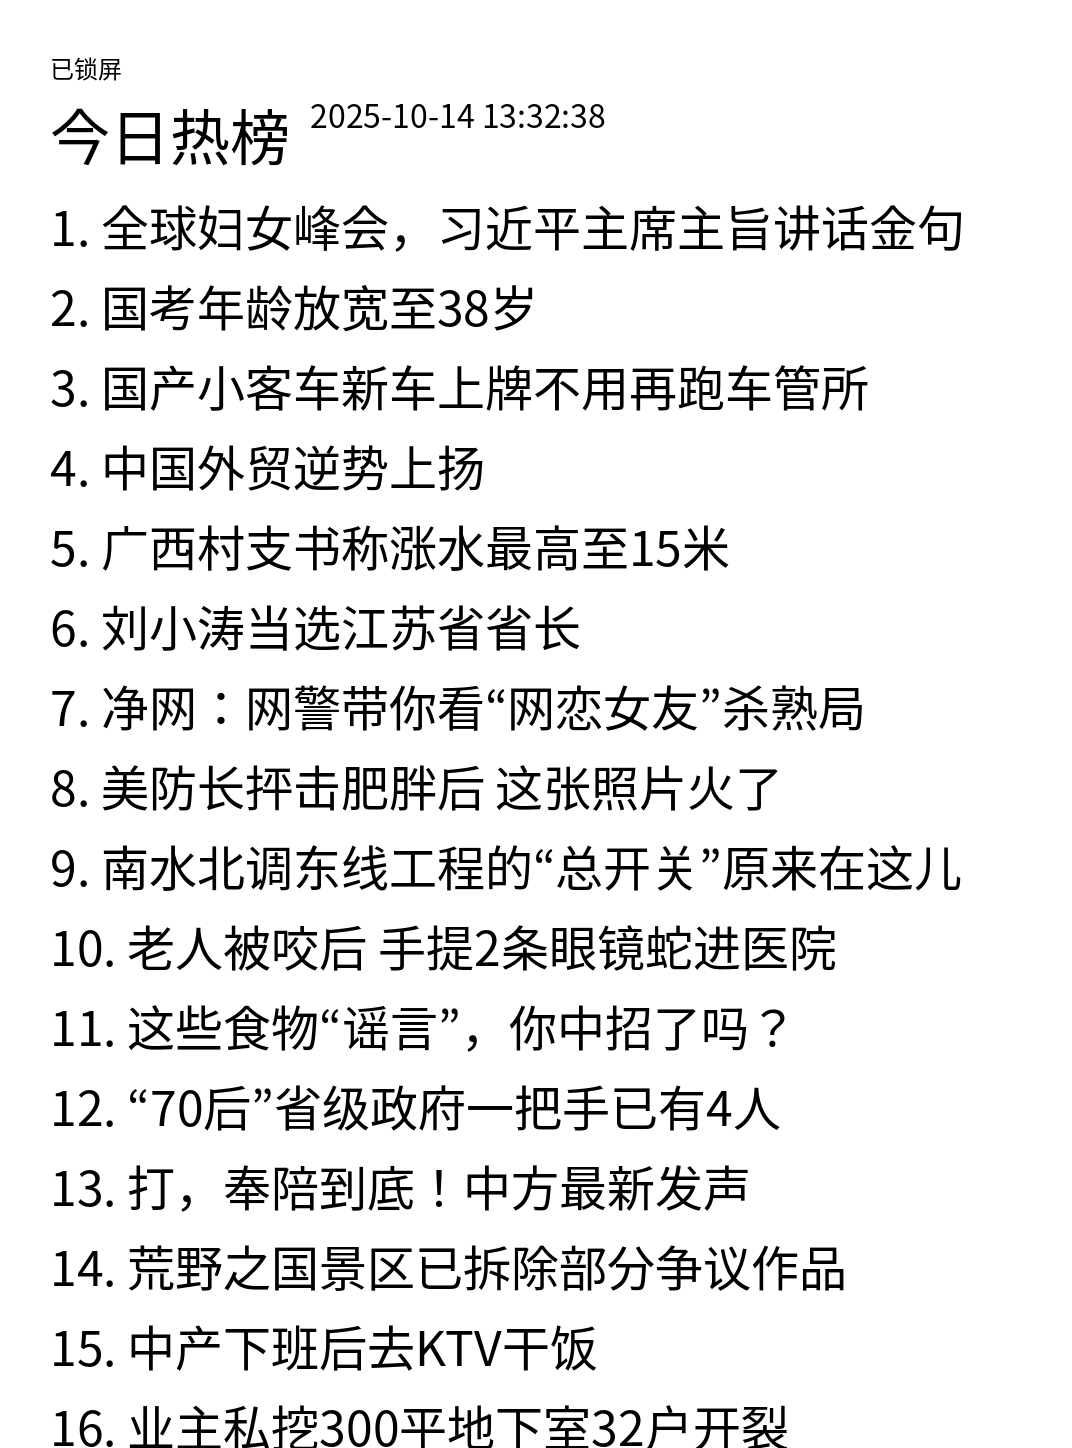 已锁屏
今日热榜 2025-10-14 13:32:38
1. 全球妇女峰会，习近平主席主旨讲话金句
2. 国考年龄放宽至38岁
3. 国产小客车新车上牌不用再跑车管所
4. 中国外贸逆势上扬
5. 广西村支书称涨水最高至15米
6. 刘小涛当选江苏省省长
7. 净网：网警带你看“网恋女友”杀熟局
8. 美防长抨击肥胖后 这张照片火了
9. 南水北调东线工程的“总开关”原来在这儿
10. 老人被咬后 手提2条眼镜蛇进医院
11. 这些食物“谣言”，你中招了吗？
12. “70后”省级政府一把手已有4人
13. 打，奉陪到底！中方最新发声
14. 荒野之国景区已拆除部分争议作品
15. 中产下班后去KTV干饭
16. 业主私挖300平地下室32户开裂